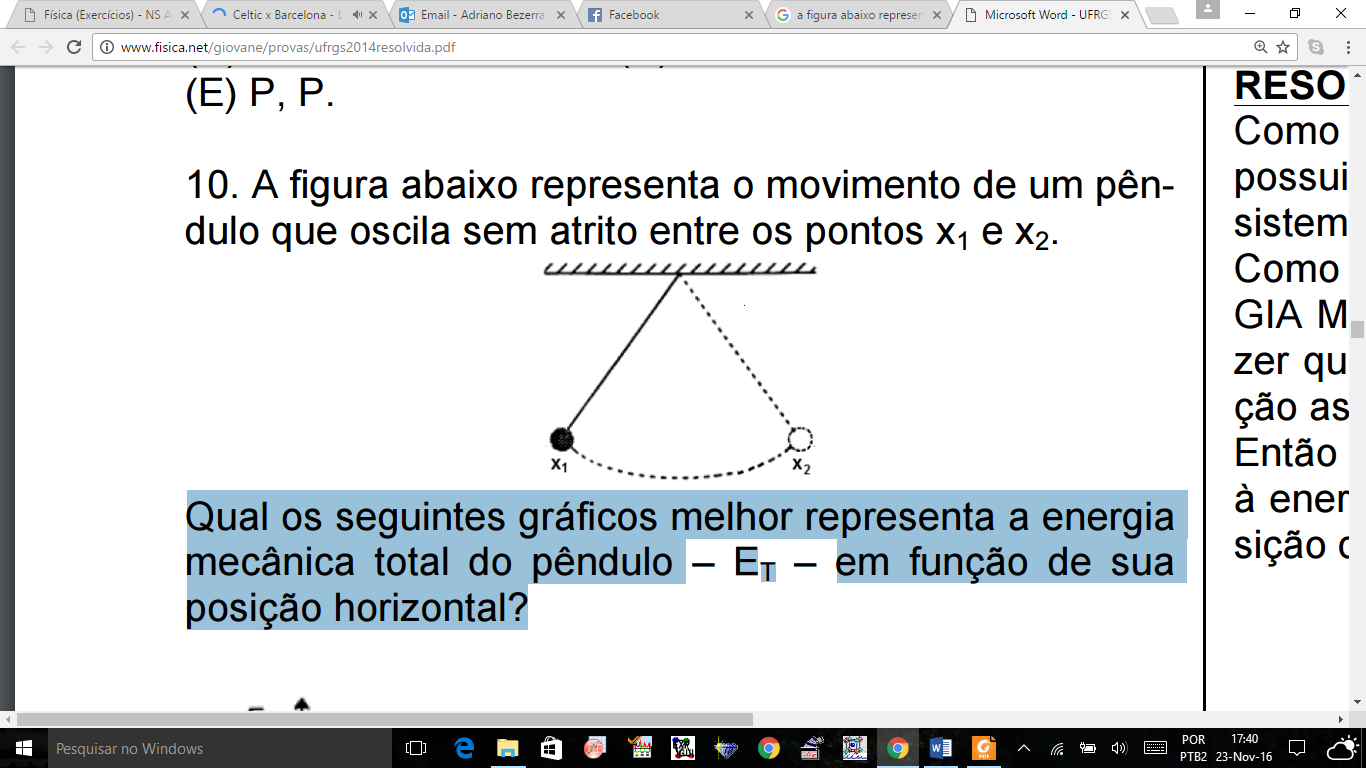 Física (Exercícios) - NS A
Celtic x Barcelona - L
Email - Adriano Bezerra
Facebook
a figura abaixo represen
Microsoft Word - UFRGS
www.fisica.net/giovane/provas/ufrgs2014resolvida.pdf
(E) P, P.
10. A figura abaixo representa o movimento de um pên-
dulo que oscila sem atrito entre os pontos x1 e x2.
x1
x2
Qual os seguintes gráficos melhor representa a energia
mecânica total do pêndulo – ET – em função de sua
posição horizontal?
RESO
Como
possui
sistem
Como
GIA M
zer qu
ção as
Então
à ener
sição d
Pesquisar no Windows
POR
PTB2
17:40
23-Nov-16